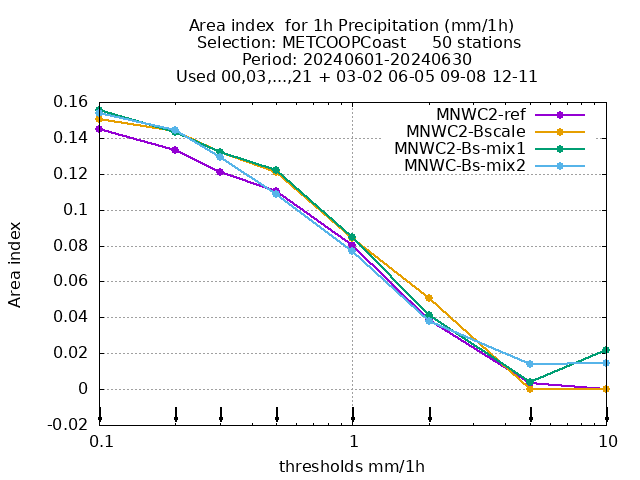 Area index  for 1h Precipitation (mm/1h)
Selection: METCOOPCoast     50 stations
Period: 20240601-20240630
Used 00,03,...,21 + 03-02 06-05 09-08 12-11
MNWC2-ref
MNWC2-Bscale
MNWC2-Bs-mix1
MNWC-Bs-mix2
0.16
0.14
0.12
0.1
0.08
0.06
0.04
0.02
0
-0.02
Area index
0.1
1
10
thresholds mm/1h